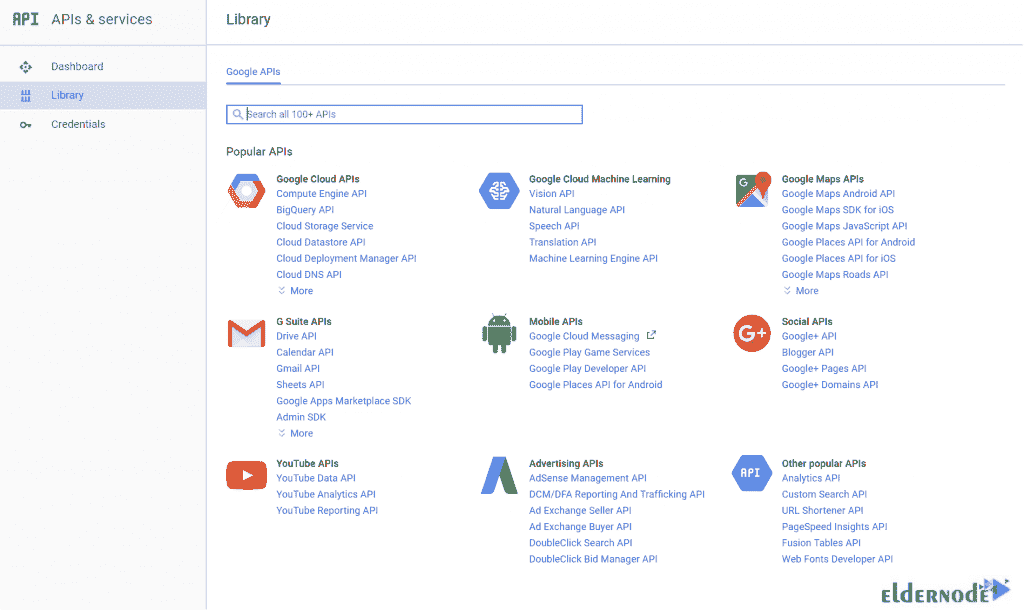 API APIs & services
Library
Dashboard
Library
Credentials
Google APIs
Search all 100+ APIs
Popular APIs
Google Cloud APIs
Compute Engine API
BigQuery API
Cloud Storage Service
Cloud Datastore API
Cloud Deployment Manager API
Cloud DNS API
More
Google Cloud Machine Learning
Vision API
Natural Language API
Speech API
Translation API
Machine Learning Engine API
G
Google Maps APIs
Google Maps Android API
Google Maps SDK for iOS
Google Maps JavaScript API
Google Places API for Android
Google Places API for iOS
Google Maps Roads API
More
G Suite APIs
Drive API
Calendar API
Gmail API
Sheets API
Google Apps Marketplace SDK
Admin SDK
More
Mobile APIs
Google Cloud Messaging
Google Play Game Services
Google Play Developer API
Google Places API for Android
G+
Social APIs
Google+ API
Blogger API
Google+ Pages API
Google+ Domains API
YouTube APIs
YouTube Data API
YouTube Analytics API
YouTube Reporting API
Advertising APIs
AdSense Management API
DCM/DFA Reporting And Trafficking API
Ad Exchange Seller API
Ad Exchange Buyer API
DoubleClick Search API
DoubleClick Bid Manager API
API
Other popular APIs
Analytics API
Custom Search API
URL Shortener API
PageSpeed Insights API
Fusion Tables API
Web Fonts Developer API
eldernode